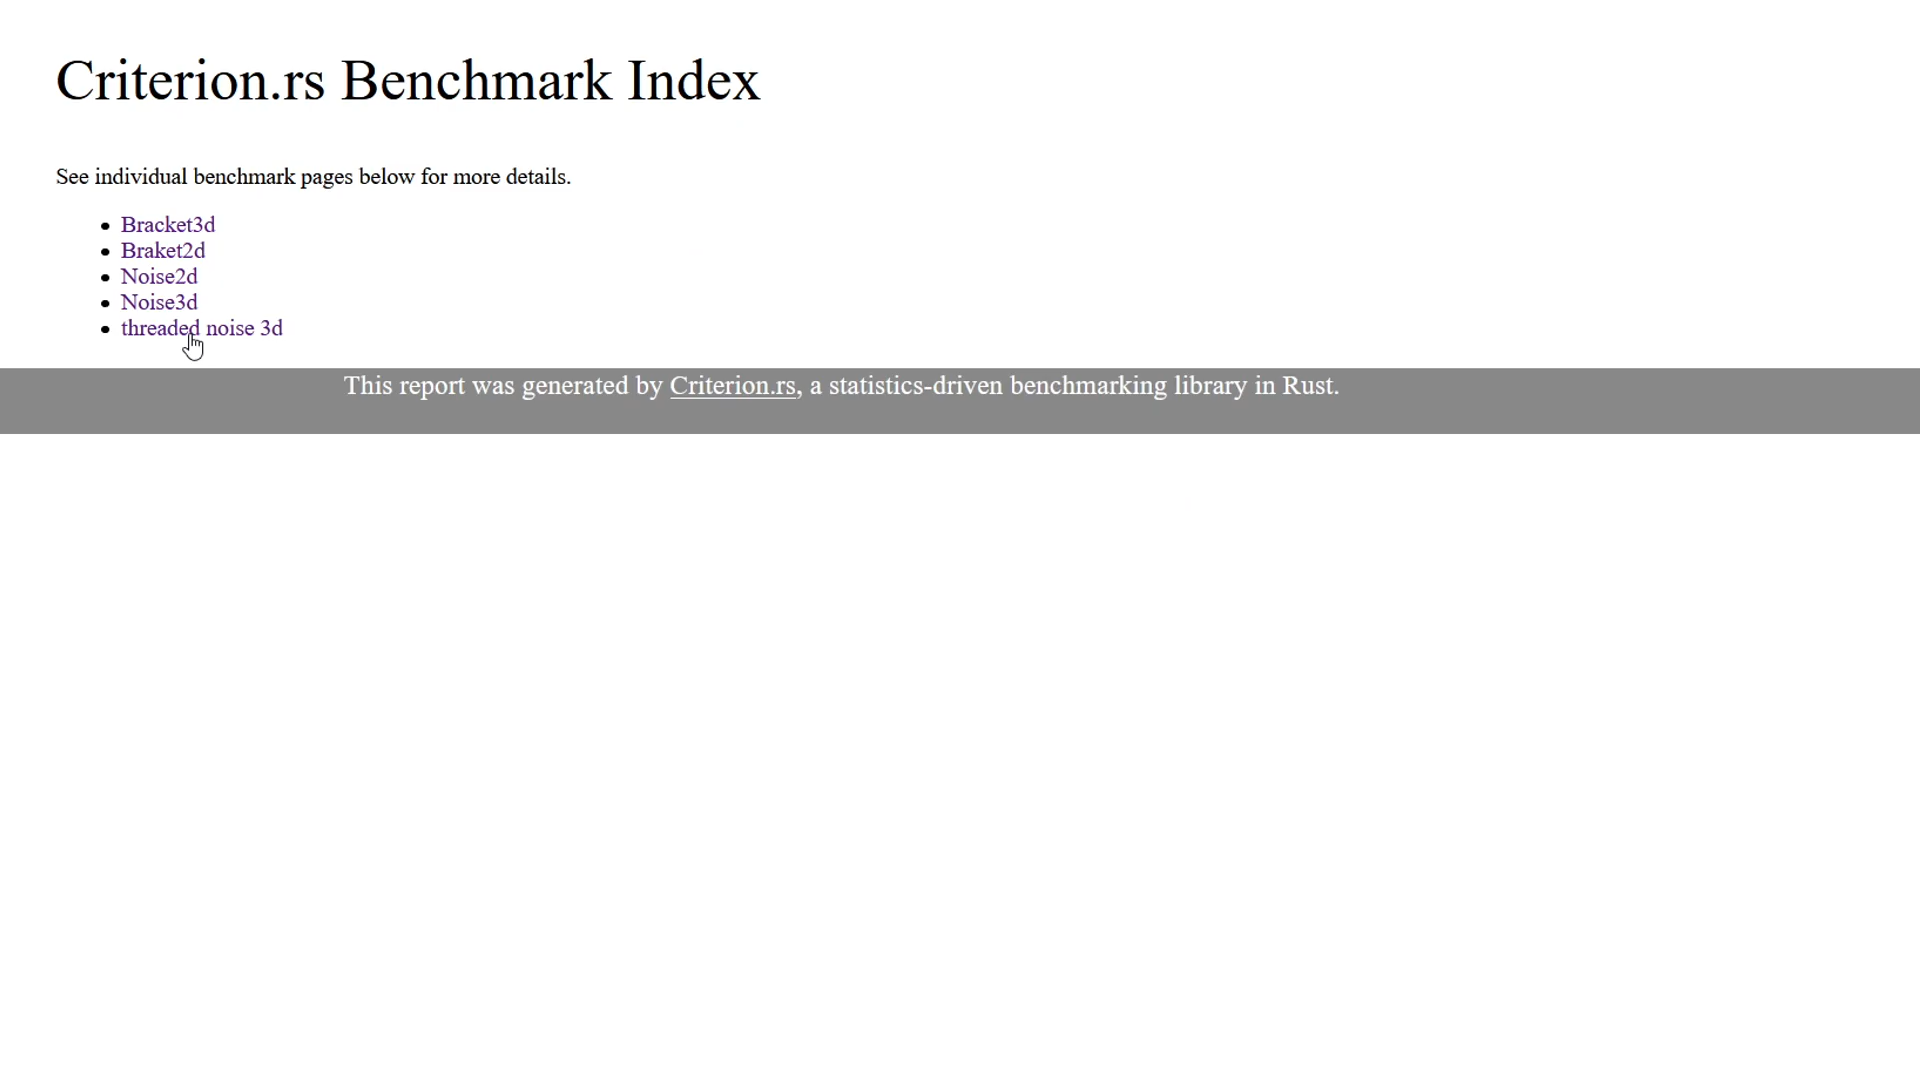 Criterion.rs Benchmark Index
See individual benchmark pages below for more details.
Bracket3d
Braket2d
Noise2d
Noise3d
threaded noise 3d
This report was generated by Criterion.rs, a statistics-driven benchmarking library in Rust.